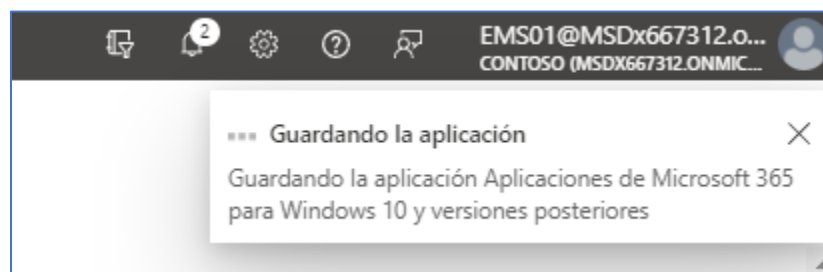 2
EMS01@MSDx667312.o...
CONTOSO (MSDX667312.ONMIC...
Guardando la aplicación
Guardando la aplicación Aplicaciones de Microsoft 365
para Windows 10 y versiones posteriores